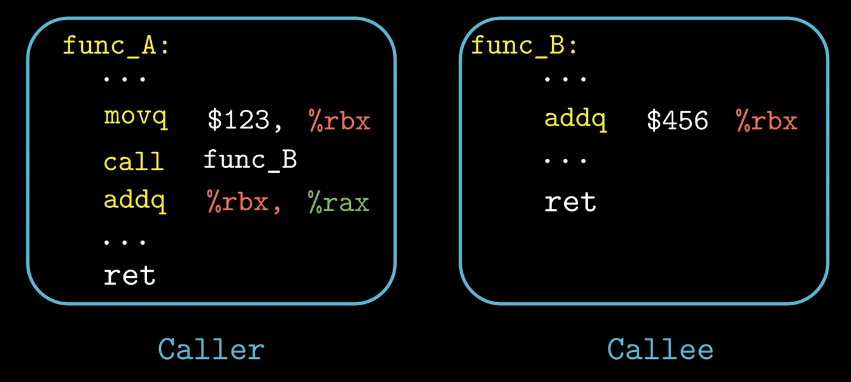 func_A:
...
movq $123, %rbx
call func_B
addq %rbx, %rax
...
ret
Caller
func_B:
...
addq $456 %rbx
...
ret
Callee